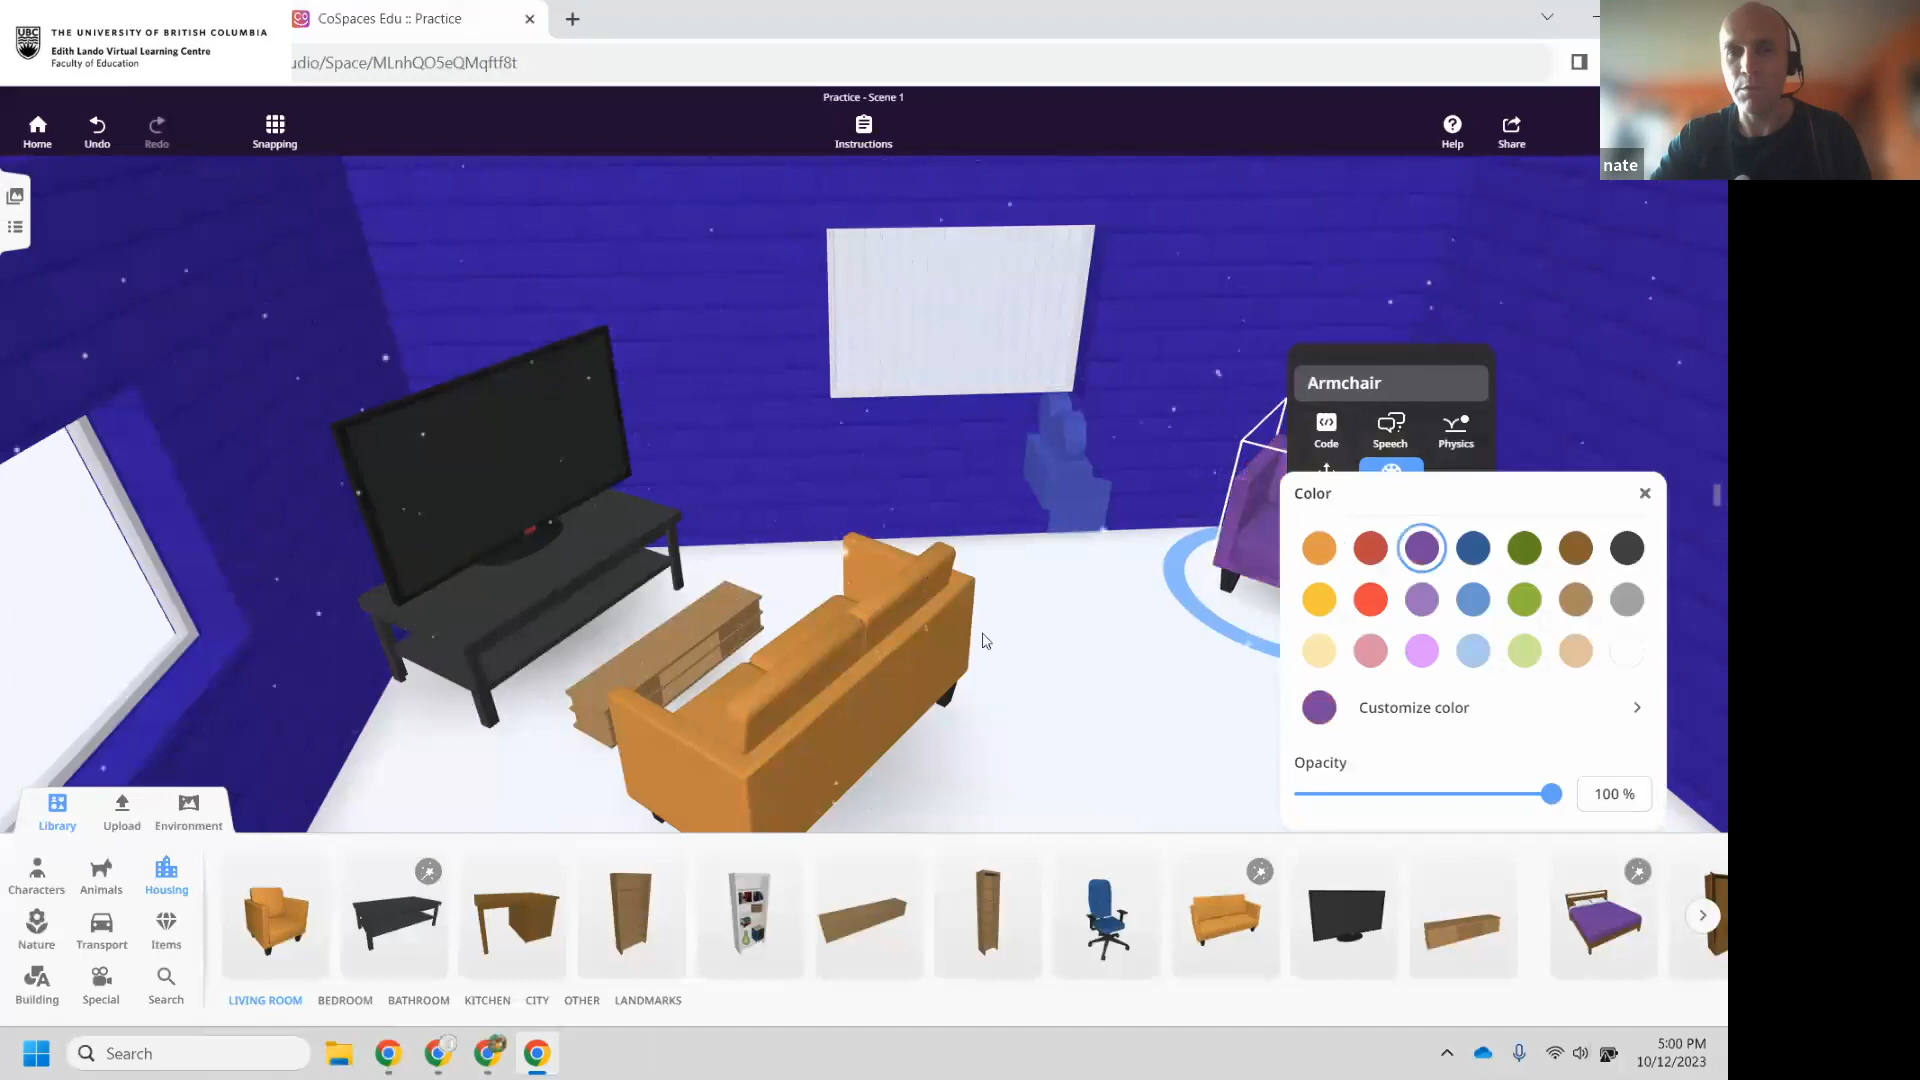 UBC
THE UNIVERSITY OF BRITISH COLUMBIA
Edith Lando Virtual Learning Centre
Faculty of Education
CoSpaces Edu :: Practice
udio/Space/MLnhQO5eQMqftf8t
Practice - Scene 1
Home
Undo
Redo
Snapping
Instructions
Help
Share
nate
Armchair
Code
Speech
Physics
Color
Customize color
Opacity
100 %
Library
Upload
Environment
Characters
Animals
Housing
Nature
Transport
Items
Building
Special
Search
LIVING ROOM
BEDROOM
BATHROOM
KITCHEN
CITY
OTHER
LANDMARKS
Search
5:00 PM
10/12/2023